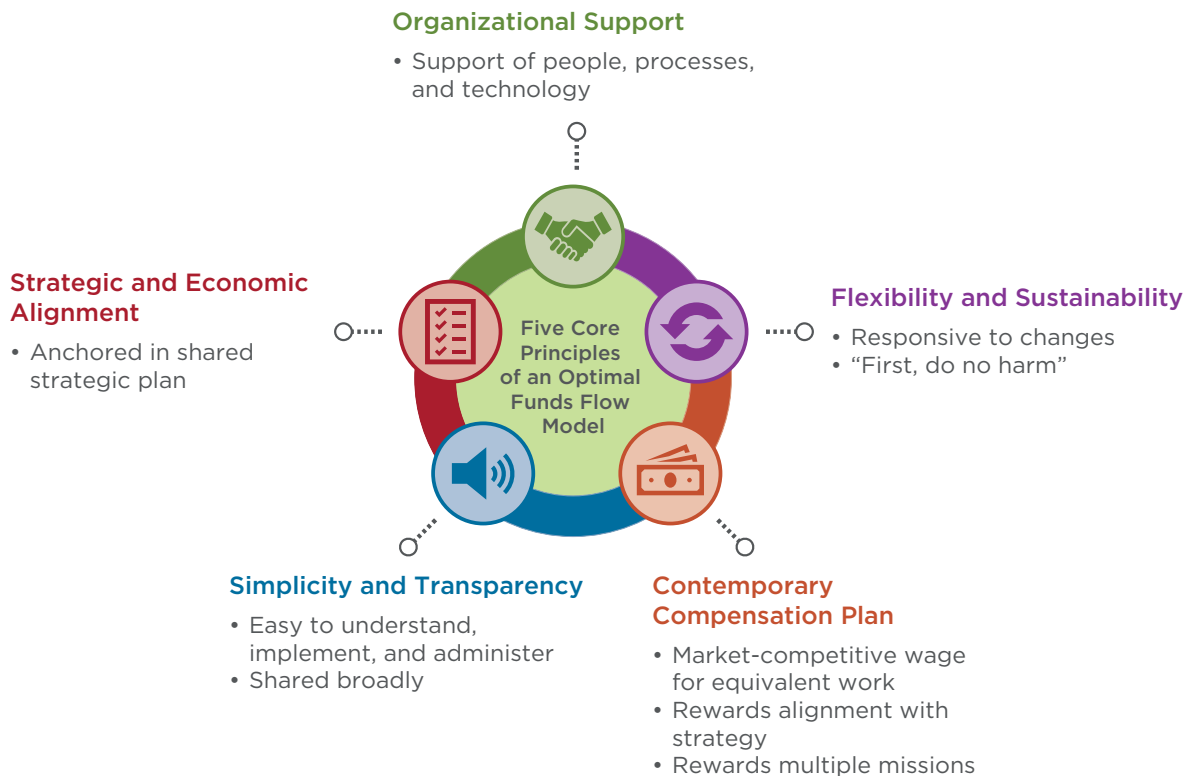 Organizational Support
• Support of people, processes,
and technology
Strategic and Economic
Alignment
• Anchored in shared
strategic plan
Five Core
Principles
of an Optimal
Funds Flow
Model
Flexibility and Sustainability
• Responsive to changes
• “First, do no harm”
Simplicity and Transparency
• Easy to understand,
implement, and administer
• Shared broadly
Contemporary
Compensation Plan
• Market-competitive wage
for equivalent work
• Rewards alignment with
strategy
• Rewards multiple missions